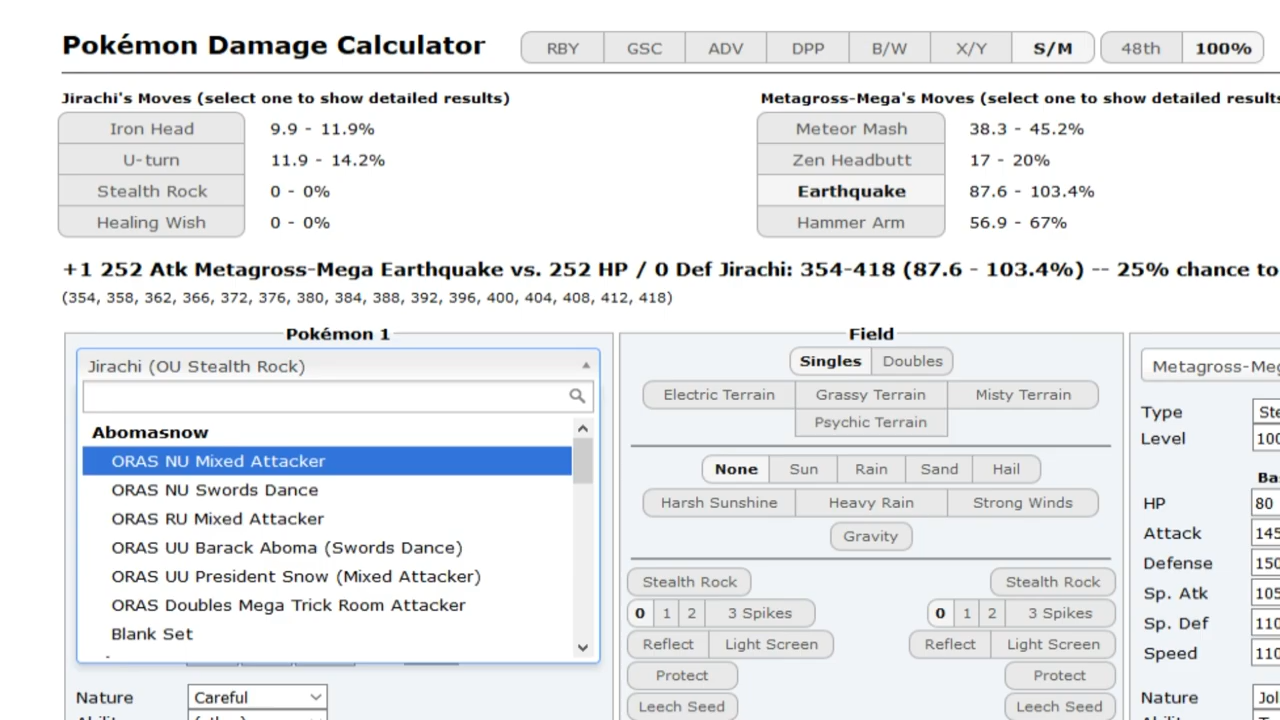 Pokémon Damage Calculator
RBY GSC ADV DPP B/W X/Y S/M 48th 100%
Jirachi's Moves (select one to show detailed results)
Iron Head 9.9 - 11.9%
U-turn 11.9 - 14.2%
Stealth Rock 0 - 0%
Healing Wish 0 - 0%
Metagross-Mega's Moves (select one to show detailed results
Meteor Mash 38.3 - 45.2%
Zen Headbutt 17 - 20%
Earthquake 87.6 - 103.4%
Hammer Arm 56.9 - 67%
+1 252 Atk Metagross-Mega Earthquake vs. 252 HP / 0 Def Jirachi: 354-418 (87.6 - 103.4%) -- 25% chance to
(354, 358, 362, 366, 372, 376, 380, 384, 388, 392, 396, 400, 404, 408, 412, 418)
Pokémon 1
Jirachi (OU Stealth Rock)
Abomasnow
ORAS NU Mixed Attacker
ORAS NU Swords Dance
ORAS RU Mixed Attacker
ORAS UU Barack Aboma (Swords Dance)
ORAS UU President Snow (Mixed Attacker)
ORAS Doubles Mega Trick Room Attacker
Blank Set
Nature Careful
Field
Singles Doubles
Electric Terrain Grassy Terrain Misty Terrain
Psychic Terrain
None Sun Rain Sand Hail
Harsh Sunshine Heavy Rain Strong Winds
Gravity
Stealth Rock Stealth Rock
0 1 2 3 Spikes 0 1 2 3 Spikes
Reflect Light Screen Reflect Light Screen
Protect Protect
Leech Seed Leech Seed
Metagross-Meg
Type Ste
Level 100
Ba
HP 80
Attack 145
Defense 150
Sp. Atk 105
Sp. Def 110
Speed 110
Nature Jol